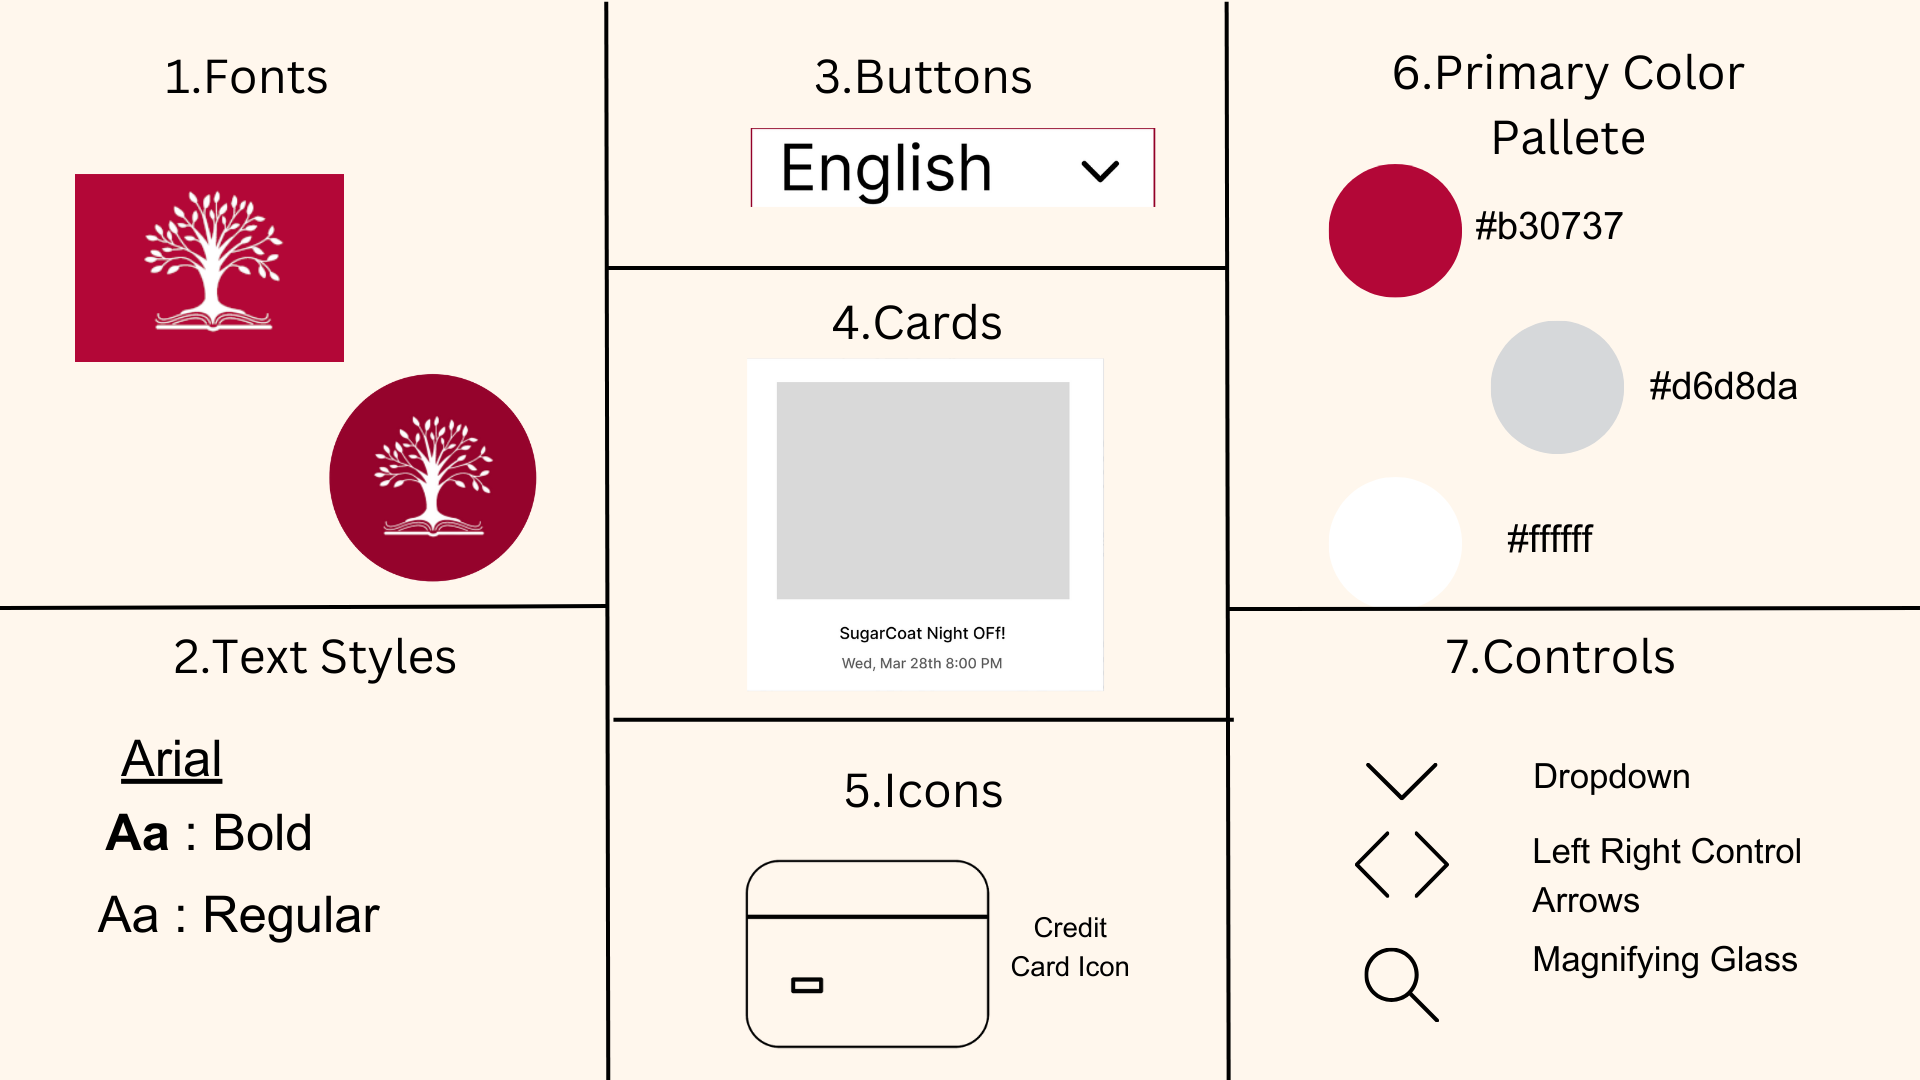 1.Fonts
2.Text Styles
Arial
Aa : Bold
Aa : Regular
3.Buttons
English
4.Cards
SugarCoat Night OFf!
Wed, Mar 28th 8:00 PM
5.Icons
Credit
Card Icon
6.Primary Color
Pallete
#b30737
#d6d8da
#ffffff
7.Controls
Dropdown
Left Right Control
Arrows
Magnifying Glass